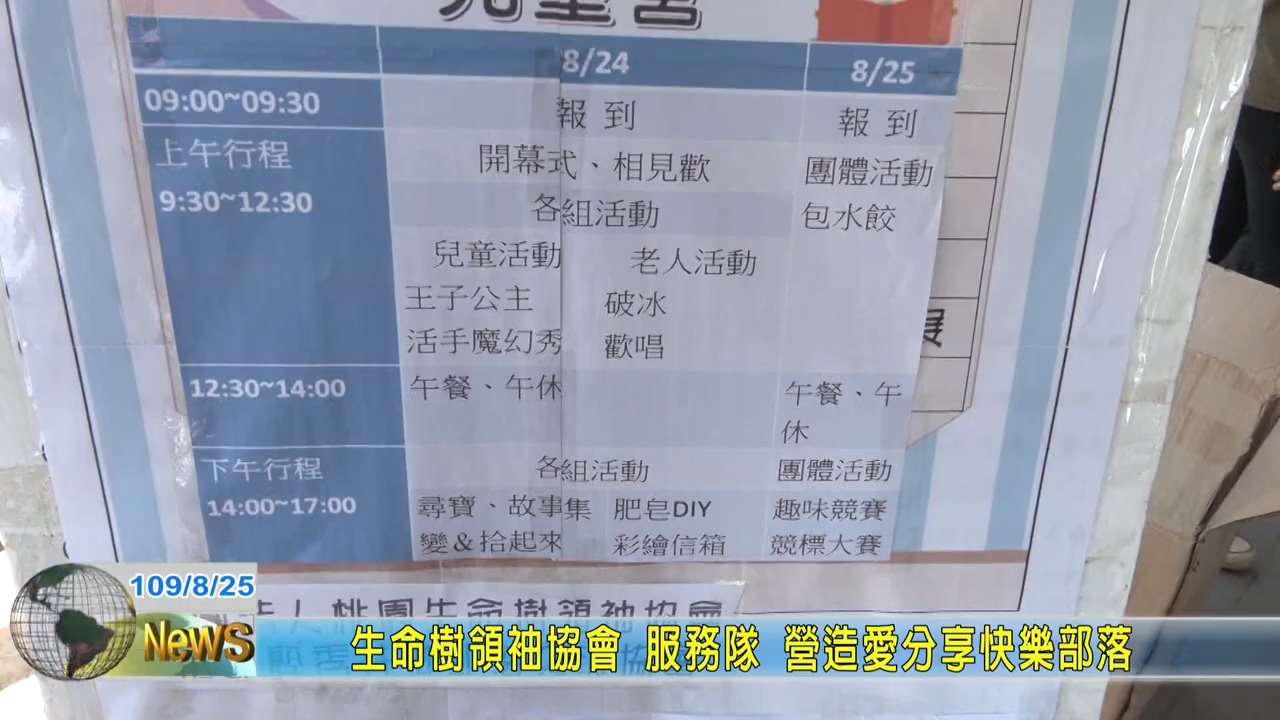 兒童營
8/24 8/25
09:00~09:30 報 到 報 到
上午行程 開幕式、相見歡 團體活動
9:30~12:30 各組活動 包水餃
兒童活動 老人活動
王子公主 破冰
活手魔幻秀 歡唱
12:30~14:00 午餐、午休 午餐、午
休
下午行程 各組活動 團體活動
14:00~17:00 尋寶、故事集 肥皂DIY 趣味競賽
變&拾起來 彩繪信箱 競標大賽
法人桃園生命樹領袖協會
109/8/25
NewS 生命樹領袖協會 服務隊 營造愛分享快樂部落